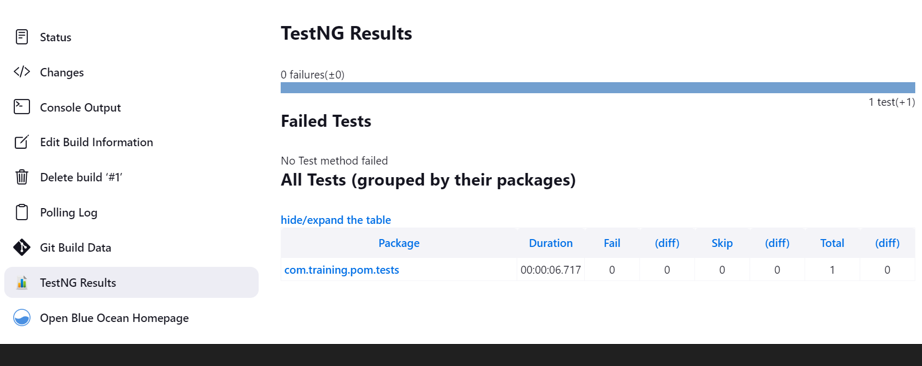 Status
Changes
Console Output
Edit Build Information
Delete build ‘#1’
Polling Log
Git Build Data
TestNG Results
Open Blue Ocean Homepage
TestNG Results
0 failures(±0)
1 test(+1)
Failed Tests
No Test method failed
All Tests (grouped by their packages)
hide/expand the table
Package Duration Fail (diff) Skip (diff) Total (diff)
com.training.pom.tests 00:00:06.717 0 0 0 0 1 0